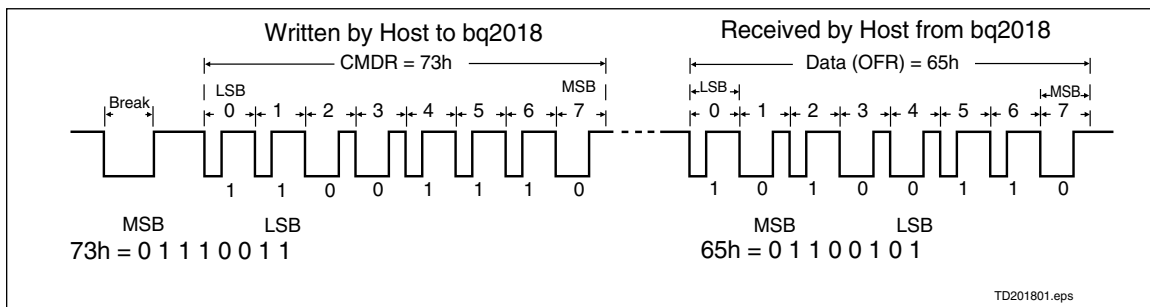 Written by Host to bq2018
Received by Host from bq2018
CMDR = 73h
Data (OFR) = 65h
Break
LSB
MSB
LSB
MSB
0 1 2 3 4 5 6 7
0 1 2 3 4 5 6 7
1 1 0 0 1 1 1 0
1 0 1 0 0 1 1 0
MSB LSB
73h = 0 1 1 1 0 0 1 1
MSB LSB
65h = 0 1 1 0 0 1 0 1
TD201801.eps